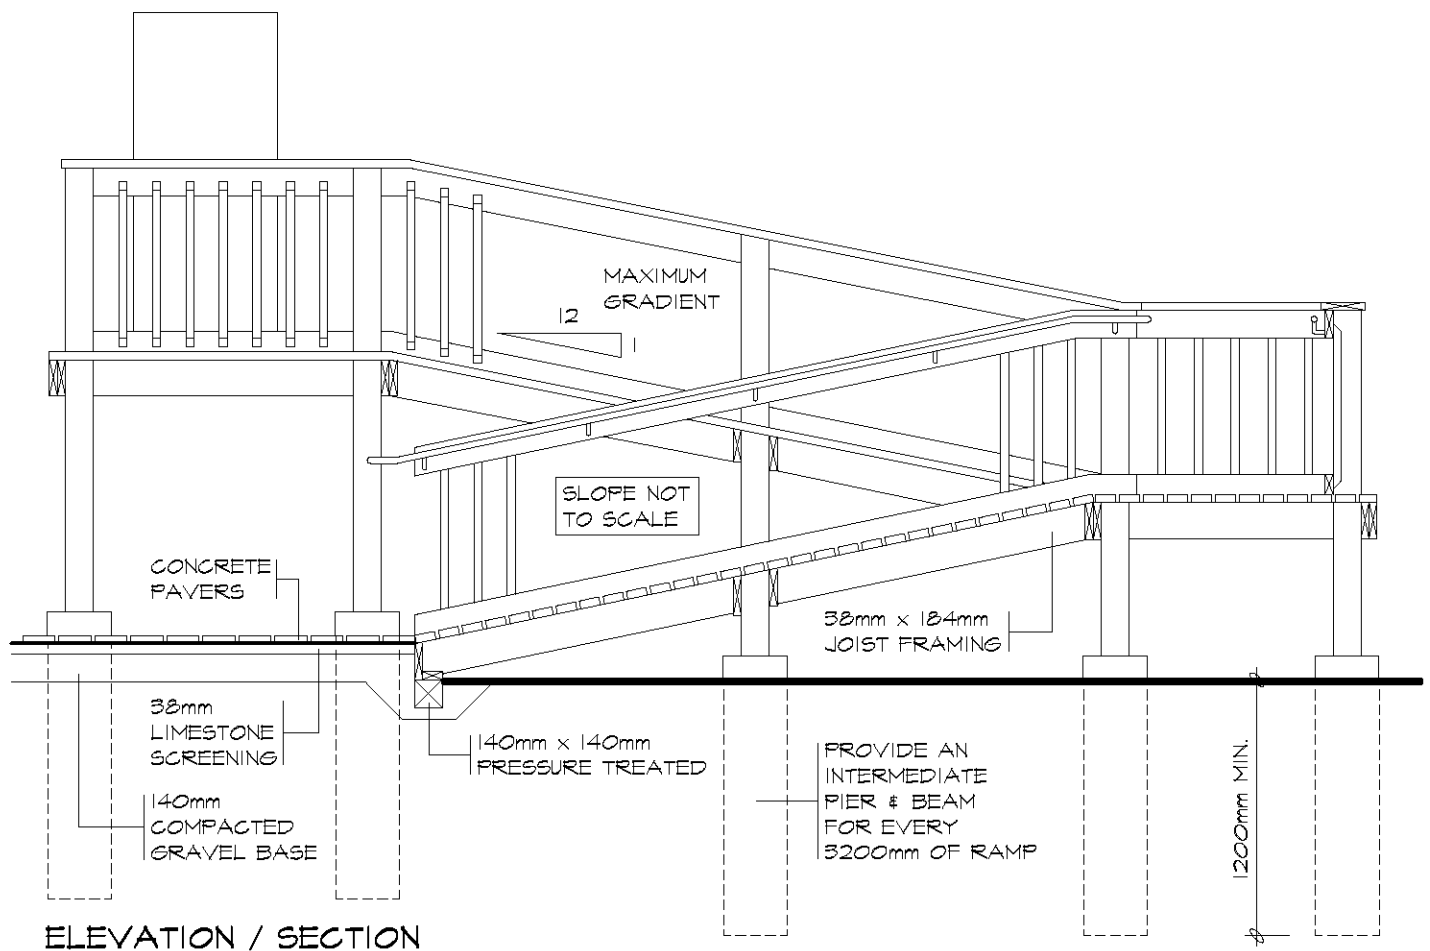 MAXIMUM
GRADIENT
12
1
SLOPE NOT
TO SCALE
CONCRETE
PAVERS
38mm x 184mm
JOIST FRAMING
38mm
LIMESTONE
SCREENING
140mm x 140mm
PRESSURE TREATED
PROVIDE AN
INTERMEDIATE
PIER & BEAM
FOR EVERY
3200mm OF RAMP
1200mm MIN.
140mm
COMPACTED
GRAVEL BASE
ELEVATION / SECTION